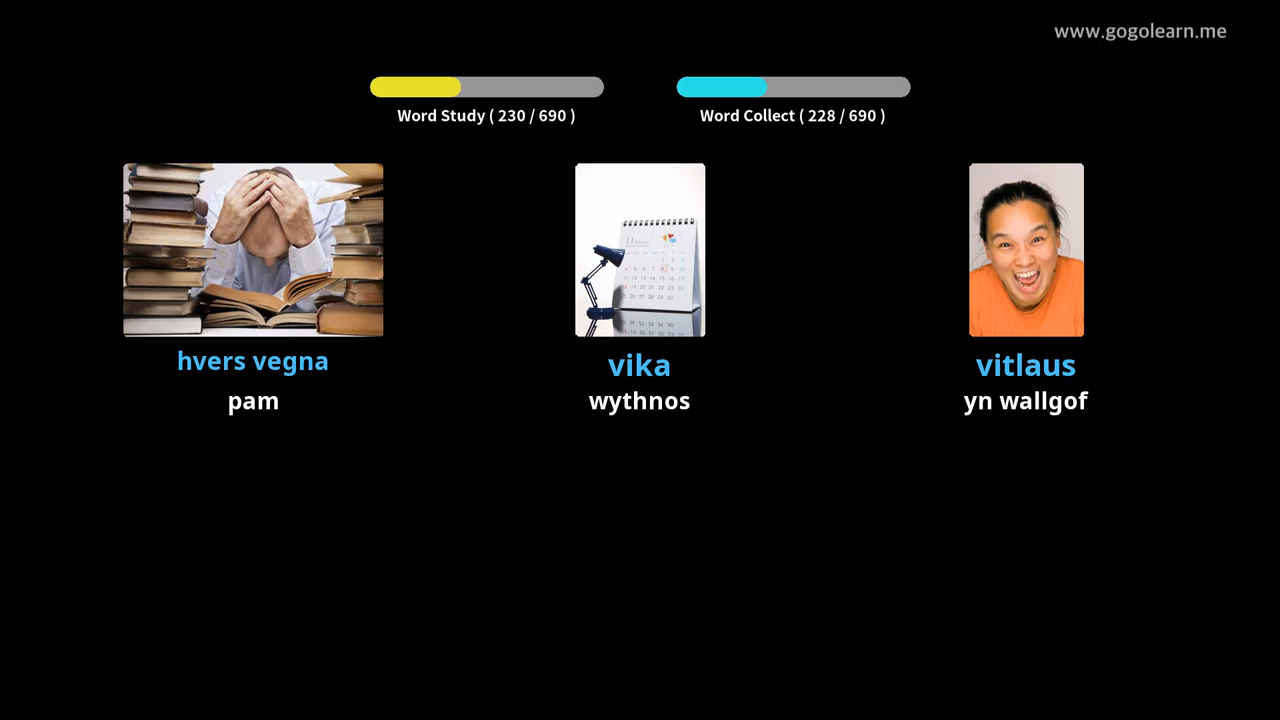 www.gogolearn.me
Word Study ( 230 / 690 )
Word Collect ( 228 / 690 )
hvers vegna
vika
vitlaus
pam
wythnos
yn wallgof